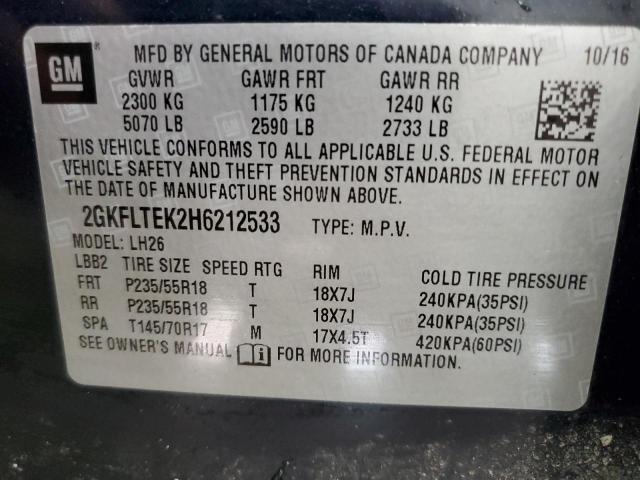 GM ® MFD BY GENERAL MOTORS OF CANADA COMPANY 10/16
GVWR GAWR FRT GAWR RR
2300 KG 1175 KG 1240 KG
5070 LB 2590 LB 2733 LB
THIS VEHICLE CONFORMS TO ALL APPLICABLE U.S. FEDERAL MOTOR
VEHICLE SAFETY AND THEFT PREVENTION STANDARDS IN EFFECT ON
THE DATE OF MANUFACTURE SHOWN ABOVE.
2GKFLTEK2H6212533 TYPE: M.P.V.
MODEL: LH26
LBB2 TIRE SIZE SPEED RTG RIM COLD TIRE PRESSURE
FRT P235/55R18 T 18X7J 240KPA(35PSI)
RR P235/55R18 T 18X7J 240KPA(35PSI)
SPA T145/70R17 M 17X4.5T 420KPA(60PSI)
SEE OWNER'S MANUAL FOR MORE INFORMATION.